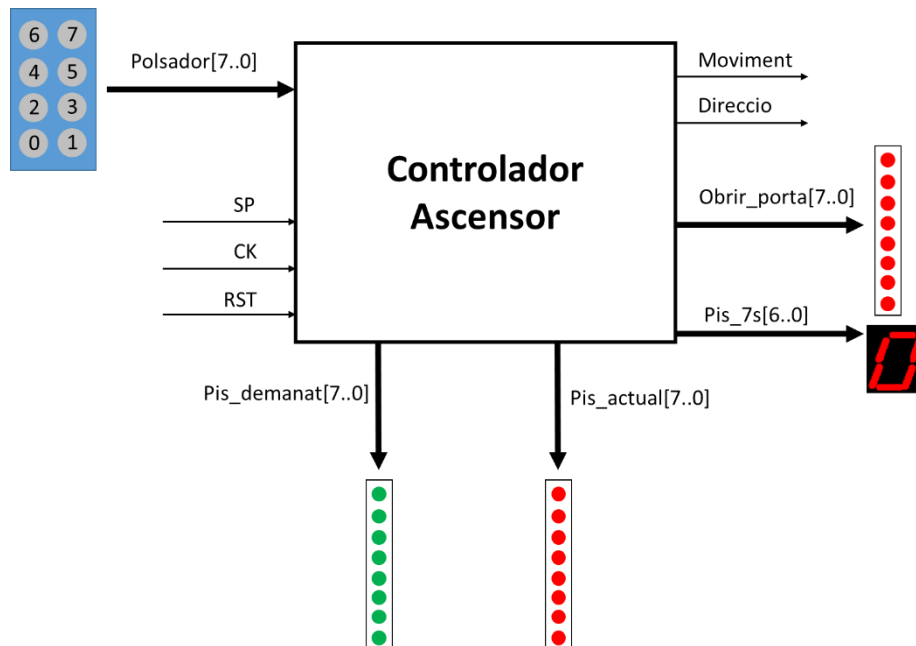 6 7
4 5
2 3
0 1
Polsador[7..0]
SP
CK
RST
Controlador
Ascensor
Moviment
Direccio
Obrir_porta[7..0]
Pis_7s[6..0]
0
Pis_demanat[7..0]
Pis_actual[7..0]